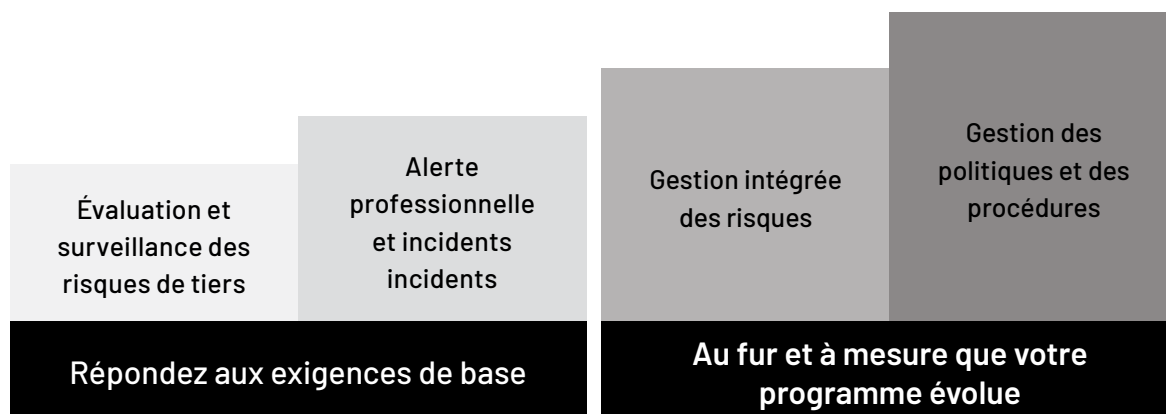 Évaluation et
surveillance des
risques de tiers
Alerte
professionnelle
et incidents
incidents
Gestion intégrée
des risques
Gestion des
politiques et des
procédures
Répondez aux exigences de base
Au fur et à mesure que votre
programme évolue